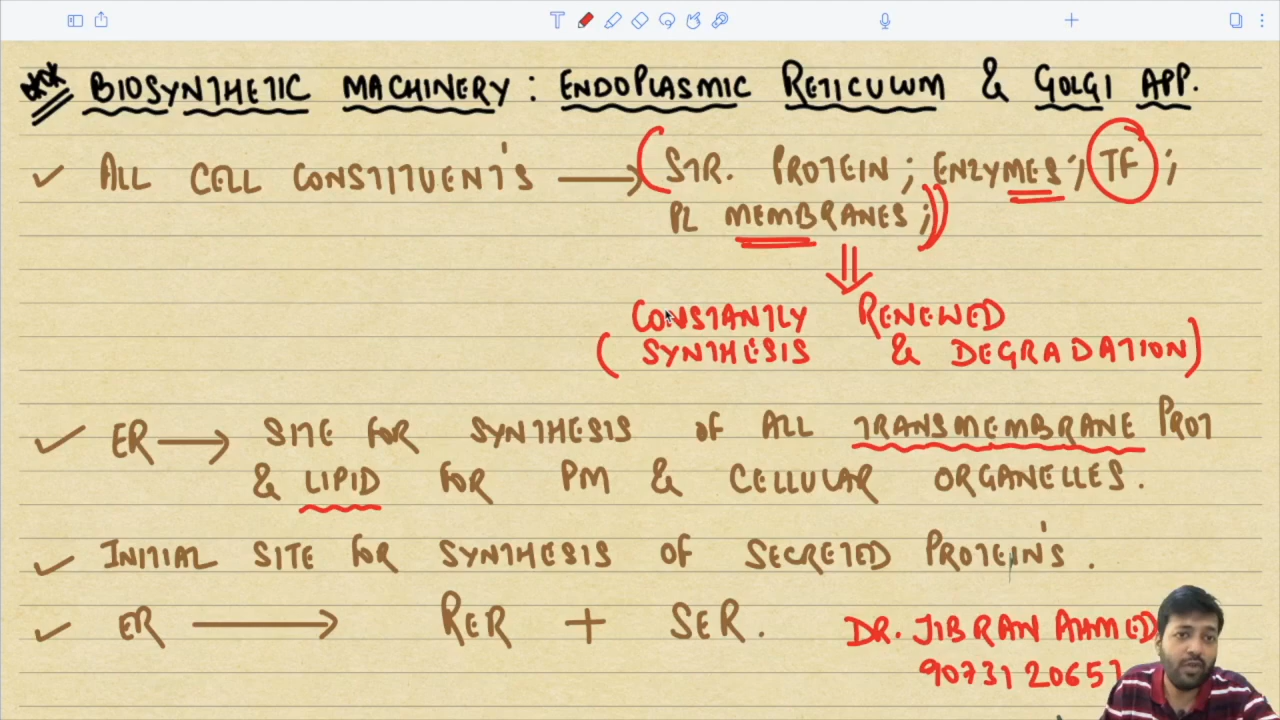 BIOSYNTHETIC MACHINERY : ENDOPLASMIC RETICULUM & GOLGI APP.
✓ ALL CELL CONSTITUENT'S → (STR. PROTEIN ; ENZYMES ; TF ;
PL MEMBRANES ;)
⇓
CONSTANTLY RENEWED
(SYNTHESIS & DEGRADATION)
✓ ER → SITE FOR SYNTHESIS OF ALL TRANSMEMBRANE PROT
& LIPID FOR PM & CELLULAR ORGANELLES.
✓ INITIAL SITE FOR SYNTHESIS OF SECRETED PROTEIN'S .
✓ ER → RER + SER .
DR. JIBRAN AHMED